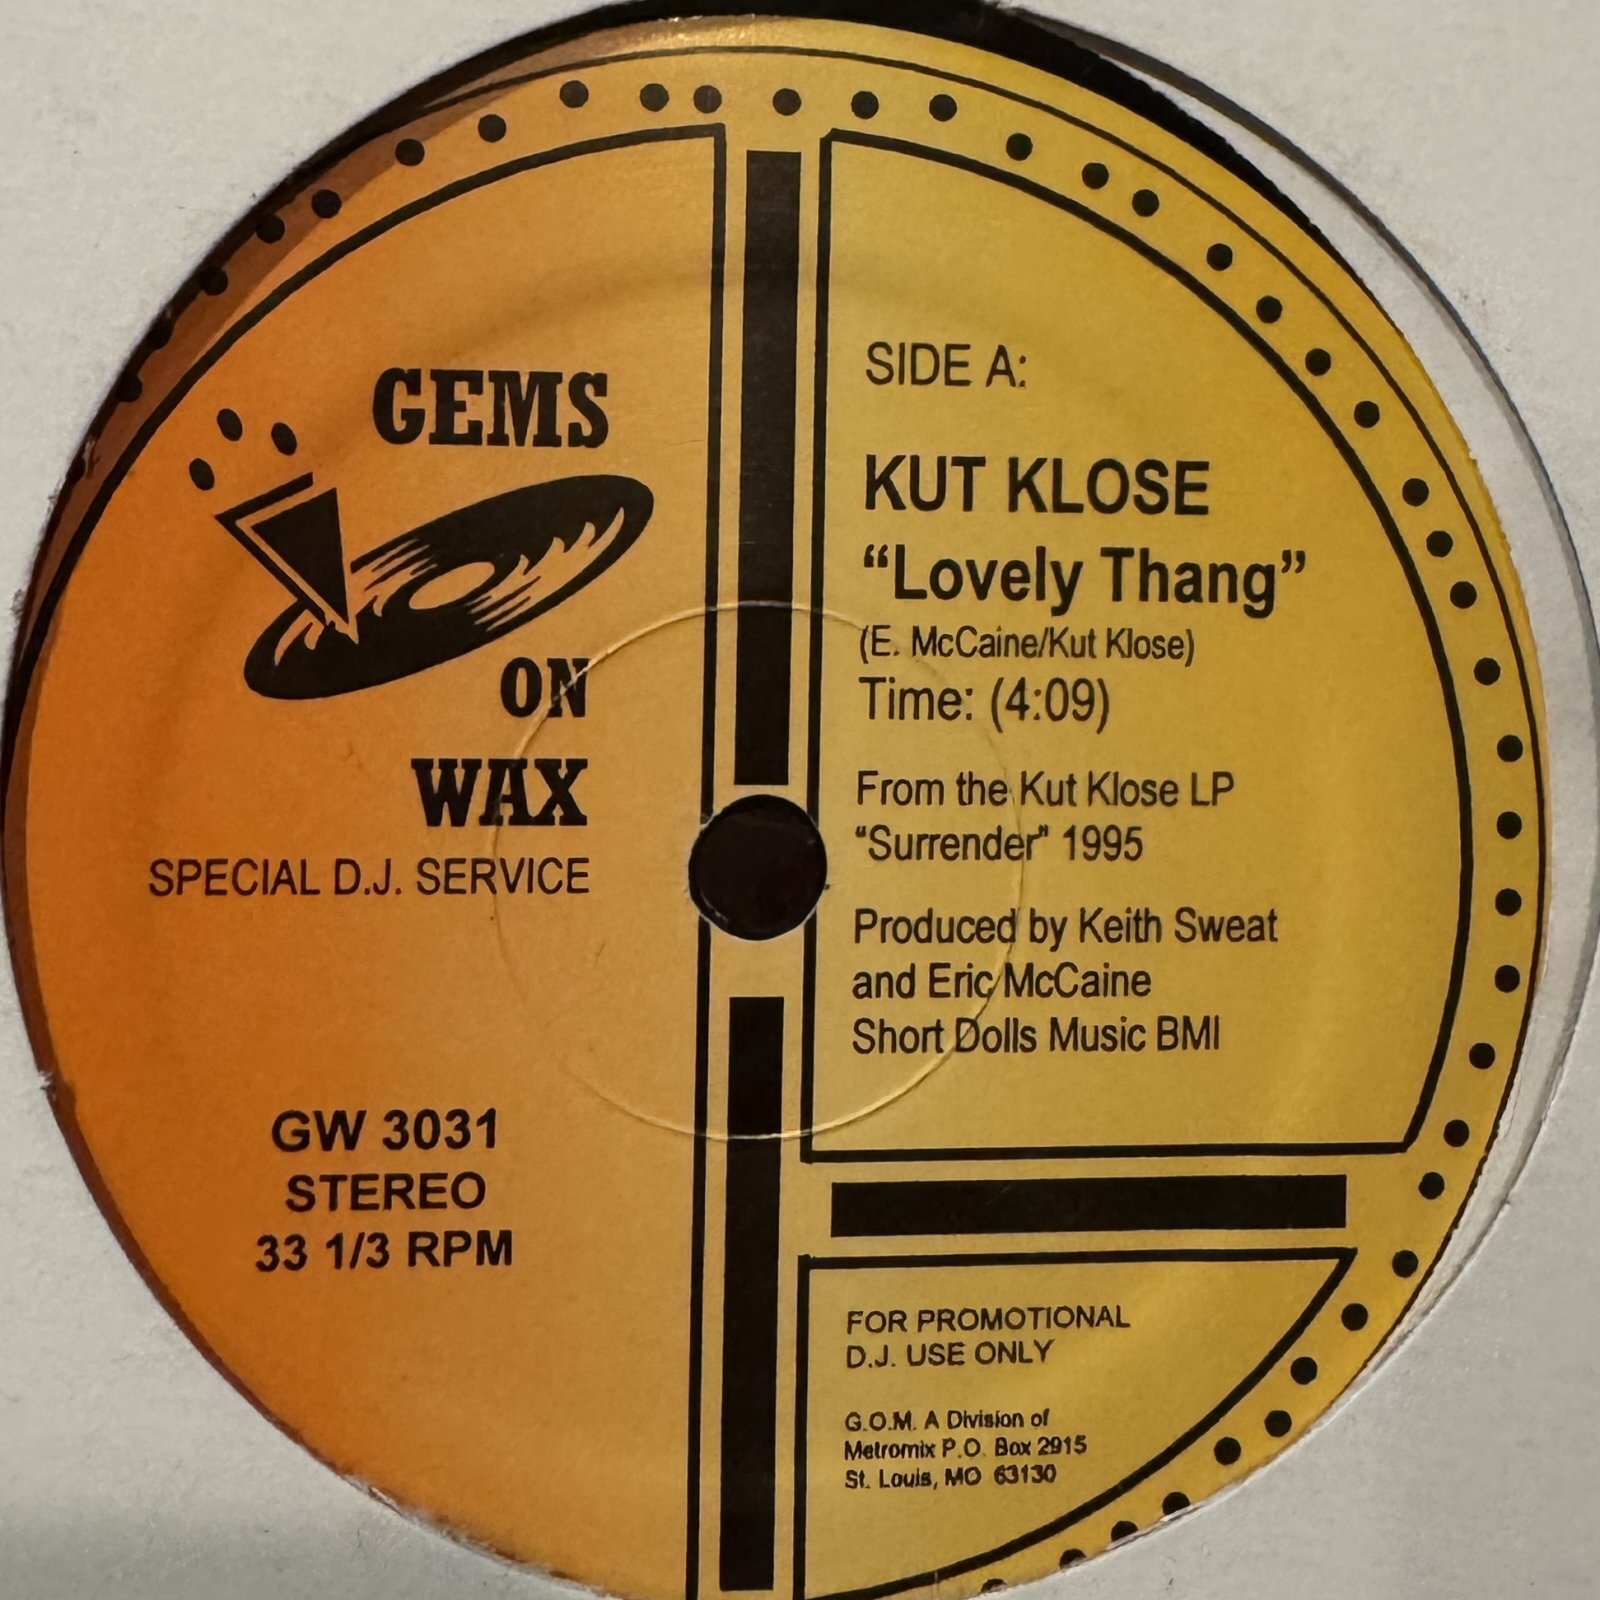 GEMS
ON
WAX
SPECIAL D.J. SERVICE
GW 3031
STEREO
33 1/3 RPM
SIDE A:
KUT KLOSE
“Lovely Thang”
(E. McCaine/Kut Klose)
Time: (4:09)
From the Kut Klose LP
“Surrender” 1995
Produced by Keith Sweat
and Eric McCaine
Short Dolls Music BMI
FOR PROMOTIONAL
D.J. USE ONLY
G.O.M. A Division of
Metromix P.O. Box 2915
St. Louis, MO 63130